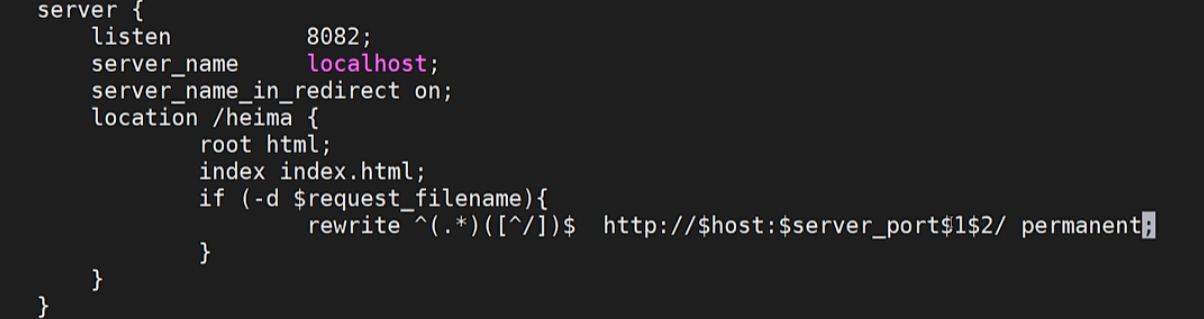 server {
listen 8082;
server_name localhost;
server_name_in_redirect on;
location /heima {
root html;
index index.html;
if (-d $request_filename){
rewrite ^(.*)([^/])$ http://$host:$server_port$1$2/ permanent;
}
}
}